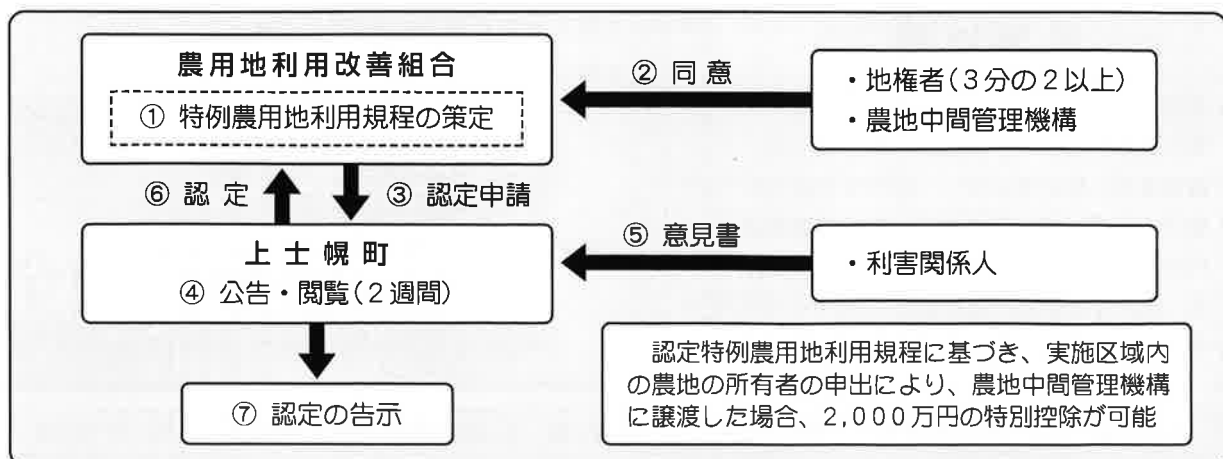 農用地利用改善組合
① 特例農用地利用規程の策定
② 同 意
・地権者(3分の2以上)
・農地中間管理機構
⑥ 認 定
③ 認定申請
上 士 幌 町
④ 公告・閲覧(2週間)
⑤ 意見書
・利害関係人
⑦ 認定の告示
認定特例農用地利用規程に基づき、実施区域内
の農地の所有者の申出により、農地中間管理機構
に譲渡した場合、2,000万円の特別控除が可能